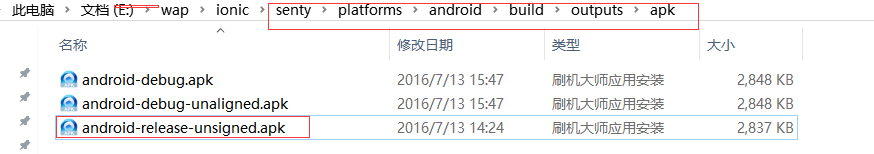 此电脑 > 文档 (E:) > wap > ionic > senty > platforms > android > build > outputs > apk
名称 修改日期 类型 大小
android-debug.apk 2016/7/13 15:47 刷机大师应用安装 2,848 KB
android-debug-unaligned.apk 2016/7/13 15:47 刷机大师应用安装 2,848 KB
android-release-unsigned.apk 2016/7/13 14:24 刷机大师应用安装 2,837 KB